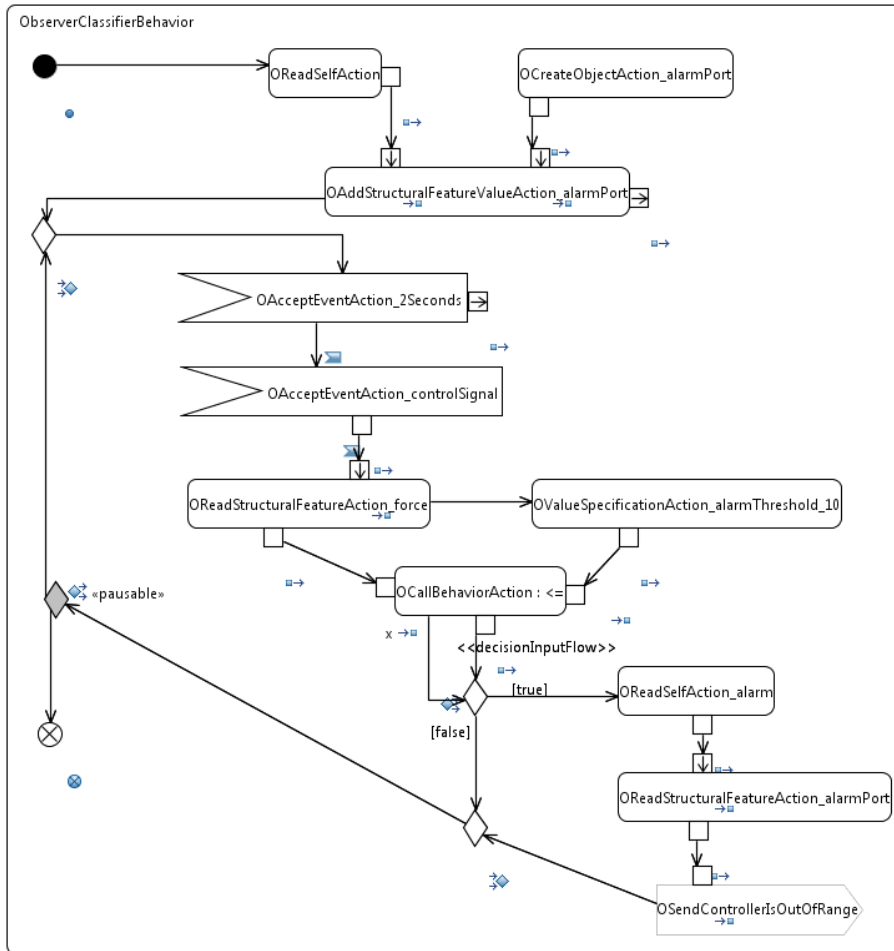 ObserverClassifierBehavior
OReadSelfAction
OCreateObjectAction_alarmPort
OAddStructuralFeatureValueAction_alarmPort
OAcceptEventAction_2Seconds
OAcceptEventAction_controlSignal
OReadStructuralFeatureAction_force
OValueSpecificationAction_alarmThreshold_10
OCallBehaviorAction : <=
«pausable»
x
<<decisionInputFlow>>
[true]
OReadSelfAction_alarm
[false]
OReadStructuralFeatureAction_alarmPort
OSendControllerIsOutOfRange